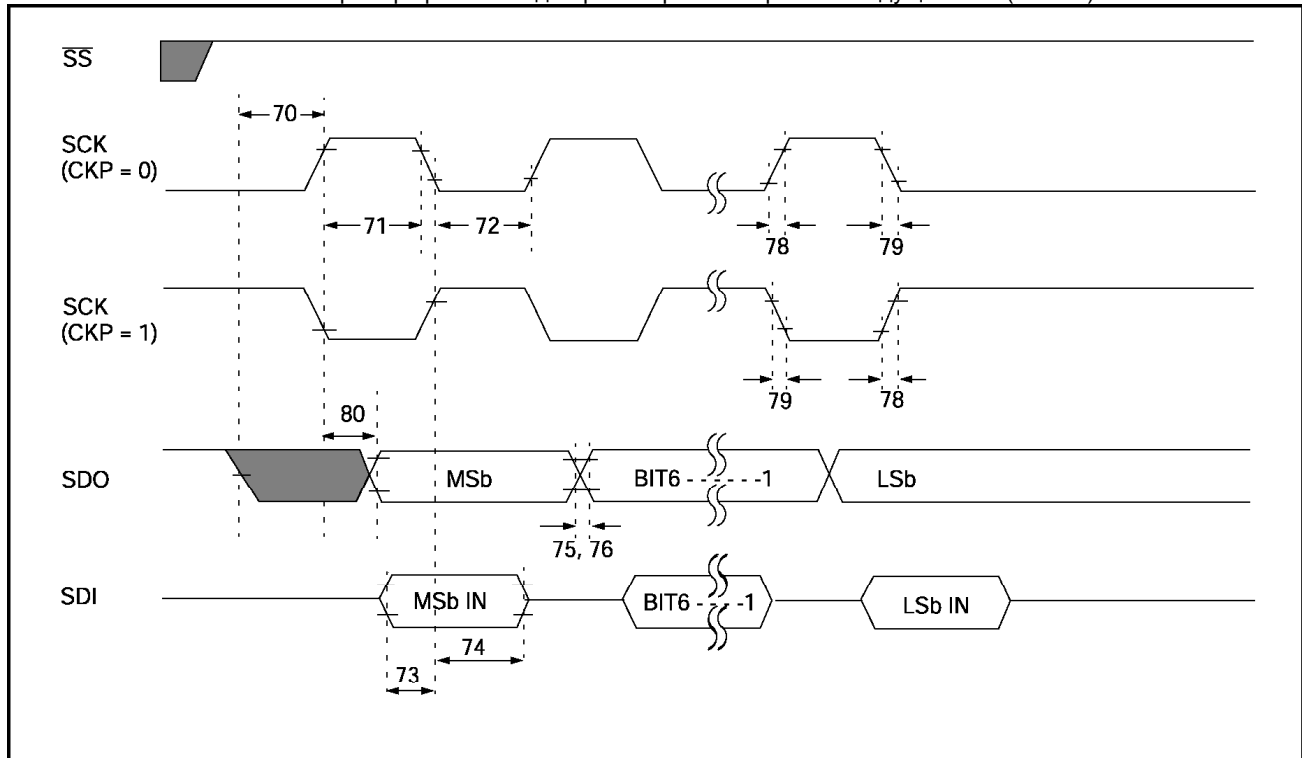 SS
70
SCK
(CKP = 0)
71
72
78
79
SCK
(CKP = 1)
79
78
80
SDO
MSb
BIT6 - - - - - -1
LSb
75, 76
SDI
MSb IN
BIT6 - - - - -1
LSb IN
74
73